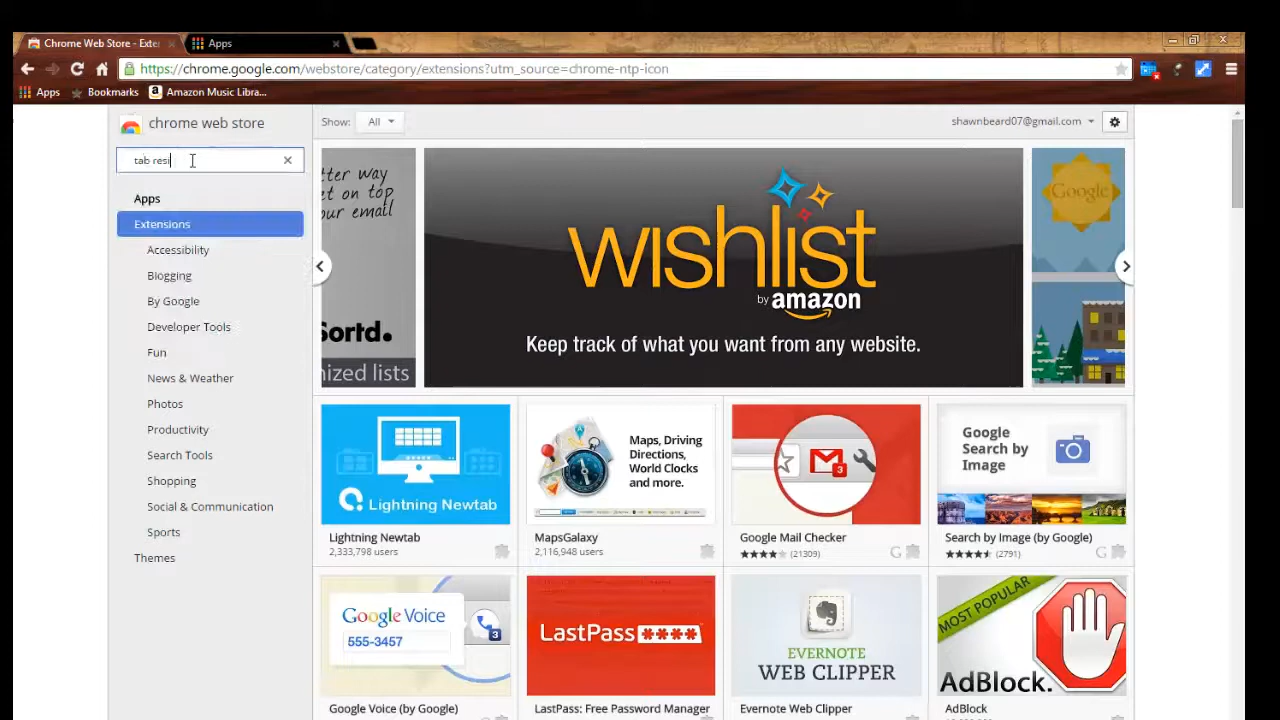 Chrome Web Store - Exte
Apps
https://chrome.google.com/webstore/category/extensions?utm_source=chrome-ntp-icon
Apps
Bookmarks
Amazon Music Libra...
chrome web store
Show:
All
shawnbeard07@gmail.com
tab resi
Apps
Extensions
Accessibility
Blogging
By Google
Developer Tools
Fun
News & Weather
Photos
Productivity
Search Tools
Shopping
Social & Communication
Sports
Themes
tter way
et on top
our email
Sortd.
nized lists
wishlist
by amazon
Keep track of what you want from any website.
Google
Lightning Newtab
Maps, Driving
Directions,
World Clocks
and more.
3
Google
Search by
Image
Lightning Newtab
2,333,798 users
MapsGalaxy
2,116,948 users
Google Mail Checker
(21309)
Search by Image (by Google)
(2791)
Google Voice
555-3457
3
LastPass ****
EVERNOTE
WEB CLIPPER
MOST POPULAR
AdBlock.
Google Voice (by Google)
LastPass: Free Password Manager
Evernote Web Clipper
AdBlock